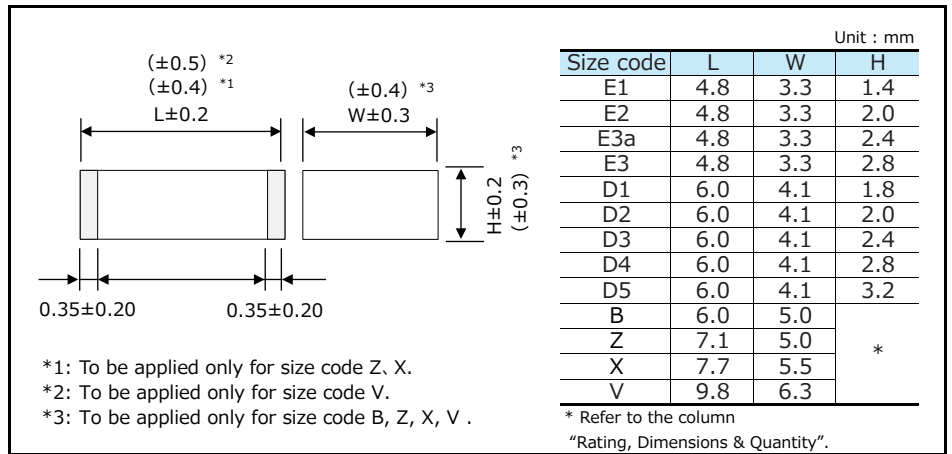 (±0.5) *2
(±0.4) *1
L±0.2
(±0.4) *3
W±0.3
H±0.2
(±0.3) *3
0.35±0.20
0.35±0.20
*1: To be applied only for size code Z、X.
*2: To be applied only for size code V.
*3: To be applied only for size code B, Z, X, V .
Unit : mm
Size code L W H
E1 4.8 3.3 1.4
E2 4.8 3.3 2.0
E3a 4.8 3.3 2.4
E3 4.8 3.3 2.8
D1 6.0 4.1 1.8
D2 6.0 4.1 2.0
D3 6.0 4.1 2.4
D4 6.0 4.1 2.8
D5 6.0 4.1 3.2
B 6.0 5.0
Z 7.1 5.0
*
X 7.7 5.5
V 9.8 6.3
* Refer to the column
“Rating, Dimensions & Quantity”.